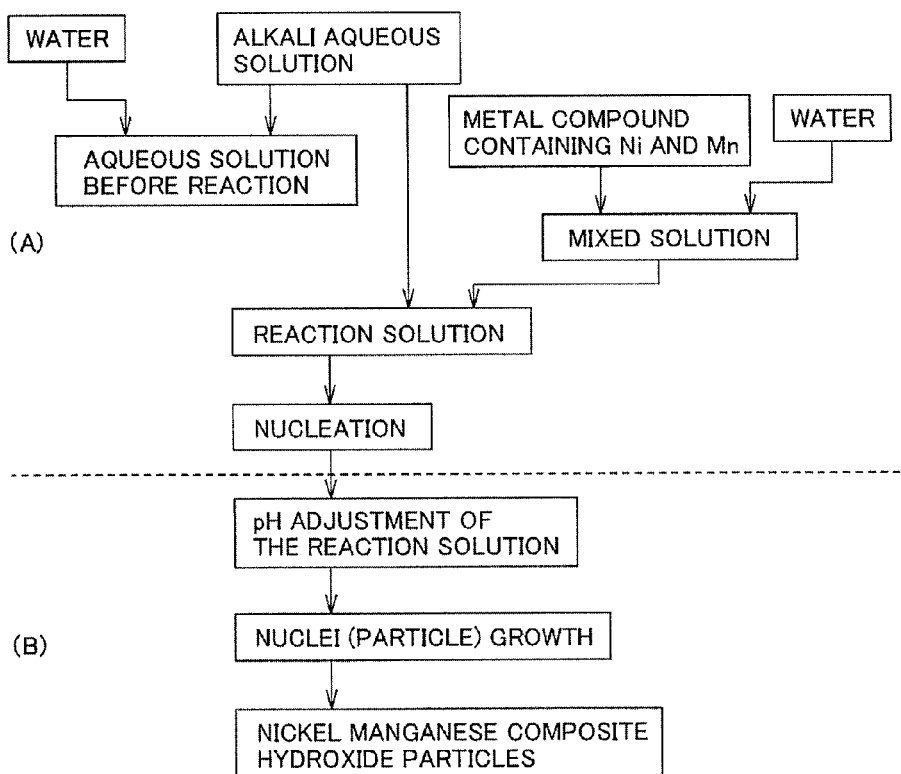 WATER
ALKALI AQUEOUS
SOLUTION
METAL COMPOUND
CONTAINING Ni AND Mn
WATER
AQUEOUS SOLUTION
BEFORE REACTION
(A)
MIXED SOLUTION
REACTION SOLUTION
NUCLEATION
pH ADJUSTMENT OF
THE REACTION SOLUTION
(B)
NUCLEI (PARTICLE) GROWTH
NICKEL MANGANESE COMPOSITE
HYDROXIDE PARTICLES